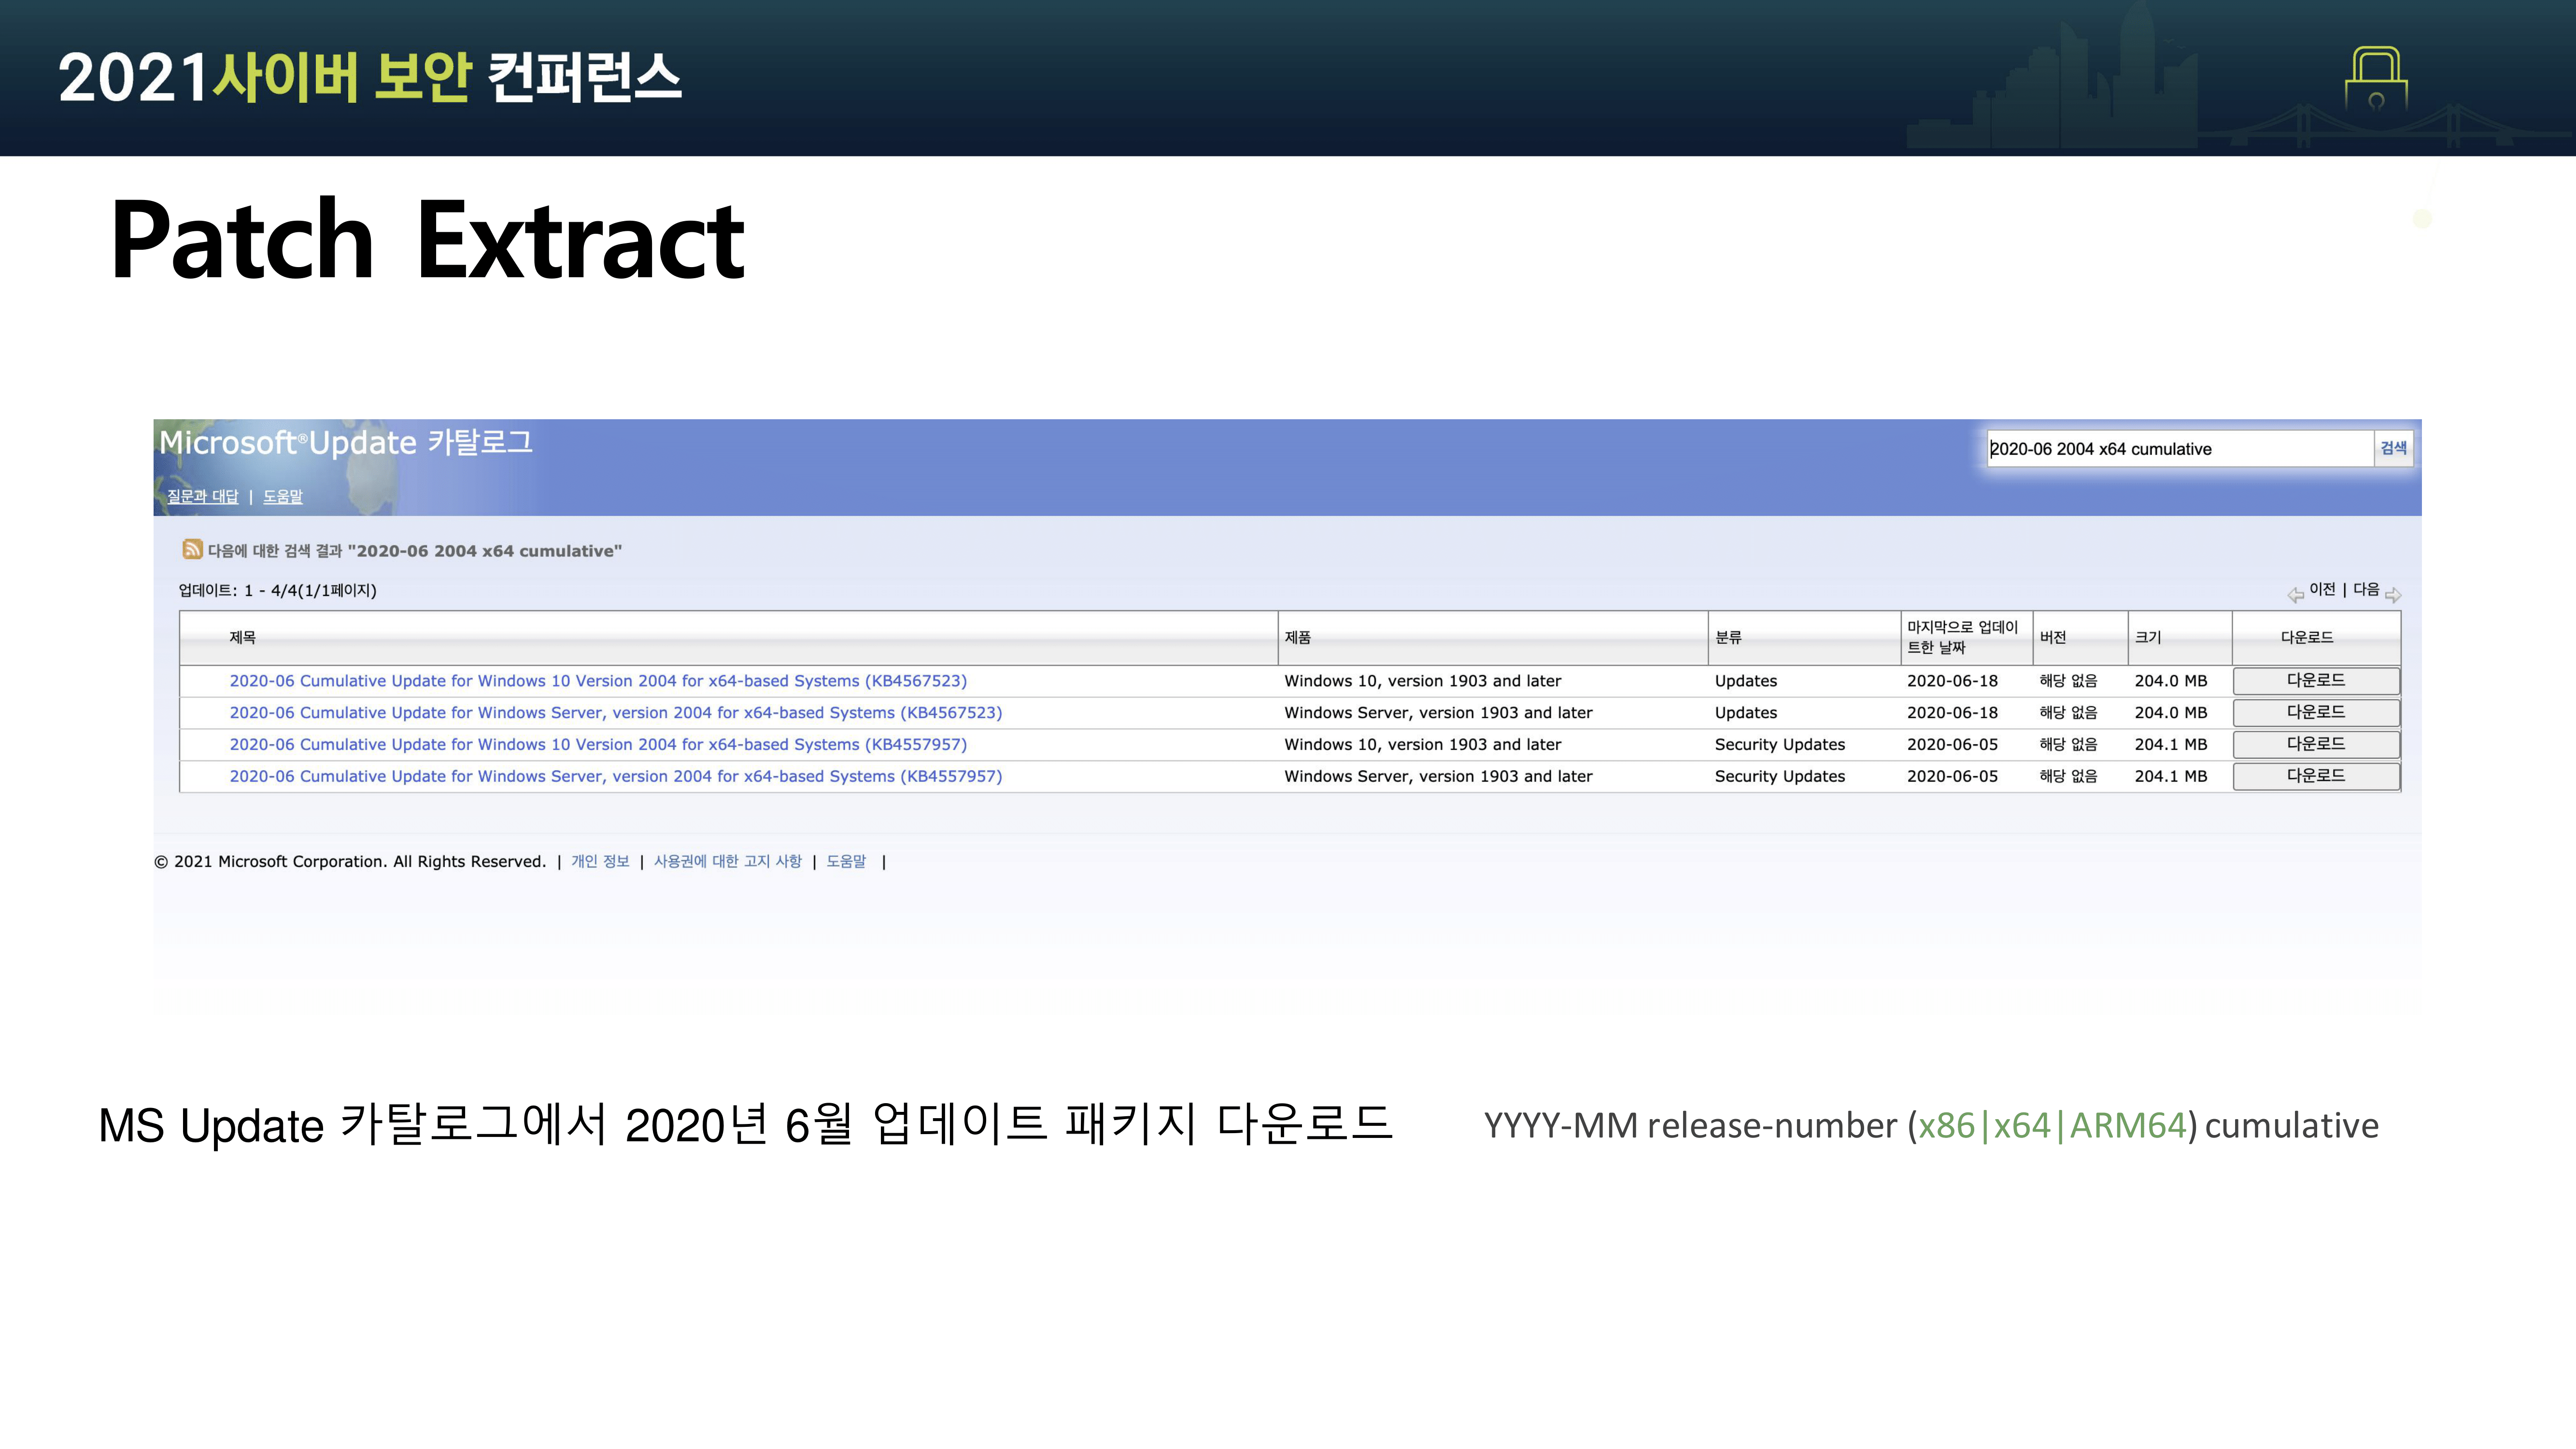 2021사이버 보안 컨퍼런스
Patch Extract
Microsoft®Update 카탈로그
2020-06 2004 x64 cumulative 검색
질문과 대답 | 도움말
다음에 대한 검색 결과 "2020-06 2004 x64 cumulative"
업데이트: 1 - 4/4(1/1페이지) 이전 | 다음
제목 제품 분류 마지막으로 업데이트한 날짜 버전 크기 다운로드
2020-06 Cumulative Update for Windows 10 Version 2004 for x64-based Systems (KB4567523) Windows 10, version 1903 and later Updates 2020-06-18 해당 없음 204.0 MB 다운로드
2020-06 Cumulative Update for Windows Server, version 2004 for x64-based Systems (KB4567523) Windows Server, version 1903 and later Updates 2020-06-18 해당 없음 204.0 MB 다운로드
2020-06 Cumulative Update for Windows 10 Version 2004 for x64-based Systems (KB4557957) Windows 10, version 1903 and later Security Updates 2020-06-05 해당 없음 204.1 MB 다운로드
2020-06 Cumulative Update for Windows Server, version 2004 for x64-based Systems (KB4557957) Windows Server, version 1903 and later Security Updates 2020-06-05 해당 없음 204.1 MB 다운로드
© 2021 Microsoft Corporation. All Rights Reserved. | 개인 정보 | 사용권에 대한 고지 사항 | 도움말 |
MS Update 카탈로그에서 2020년 6월 업데이트 패키지 다운로드 YYYY-MM release-number (x86|x64|ARM64) cumulative